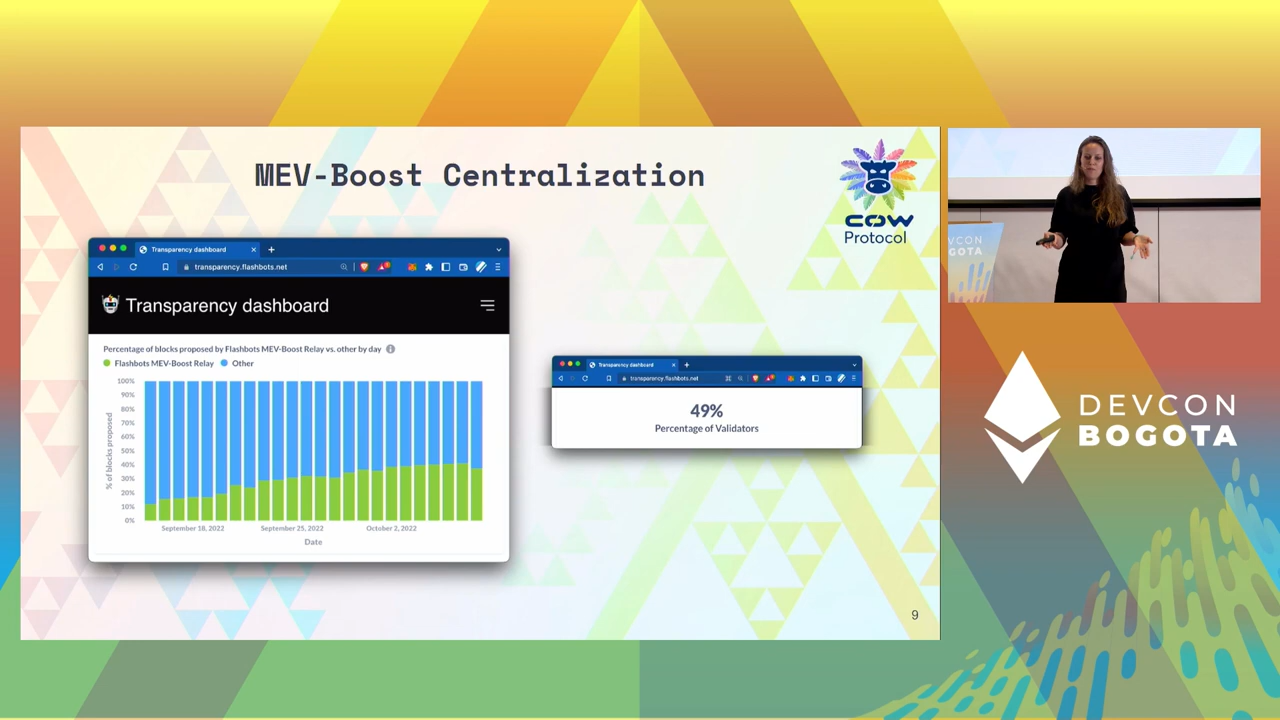 MEV-Boost Centralization
COW
Protocol
Transparency dashboard
transparency.flashbots.net
Transparency dashboard
Percentage of blocks proposed by Flashbots MEV-Boost Relay vs. other by day
Flashbots MEV-Boost Relay
Other
100%
90%
80%
70%
60%
50%
40%
30%
20%
10%
0%
% of blocks proposed
September 18, 2022
September 25, 2022
October 2, 2022
Date
Transparency dashboard
transparency.flashbots.net
49%
Percentage of Validators
9
DEVCON
OGOTA
DEVCON
BOGOTA